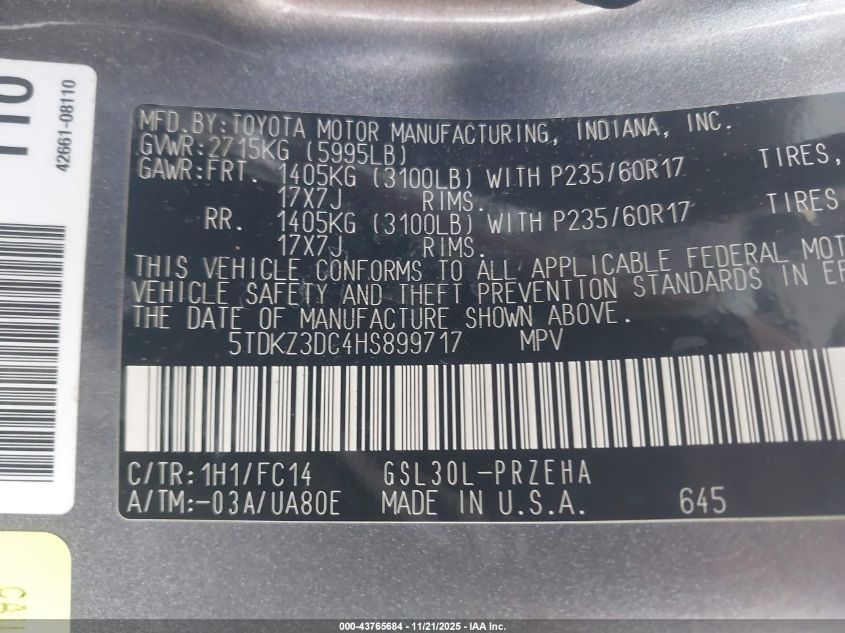 110
42661-08110
MFD.BY:TOYOTA MOTOR MANUFACTURING, INDIANA, INC.
GVWR:2715KG (5995LB)
GAWR:FRT. 1405KG (3100LB) WITH P235/60R17 TIRES,
17X7J RIMS.
RR. 1405KG (3100LB) WITH P235/60R17 TIRES
17X7J RIMS.
THIS VEHICLE CONFORMS TO ALL APPLICABLE FEDERAL MOT
VEHICLE SAFETY AND THEFT PREVENTION STANDARDS IN EF
THE DATE OF MANUFACTURE SHOWN ABOVE.
5TDKZ3DC4HS899717 MPV
C/TR:1H1/FC14 GSL30L-PRZEHA
A/TM:-03A/UA80E MADE IN U.S.A. 645
CAU
000-43765684 - 11/21/2025 - IAA Inc.